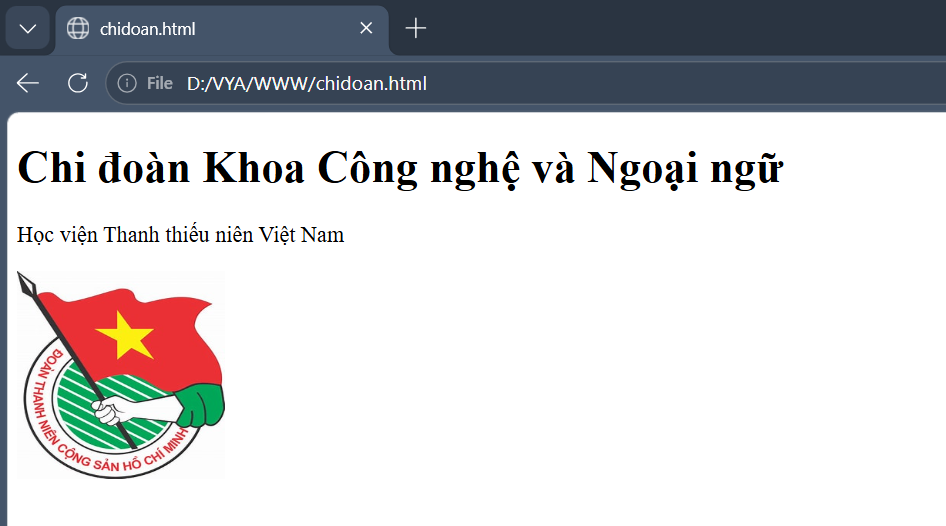 chidoan.html
File D:/VYA/WWW/chidoan.html
Chi đoàn Khoa Công nghệ và Ngoại ngữ
Học viện Thanh thiếu niên Việt Nam
ĐOÀN THANH NIÊN CỘNG SẢN HỒ CHÍ MINH